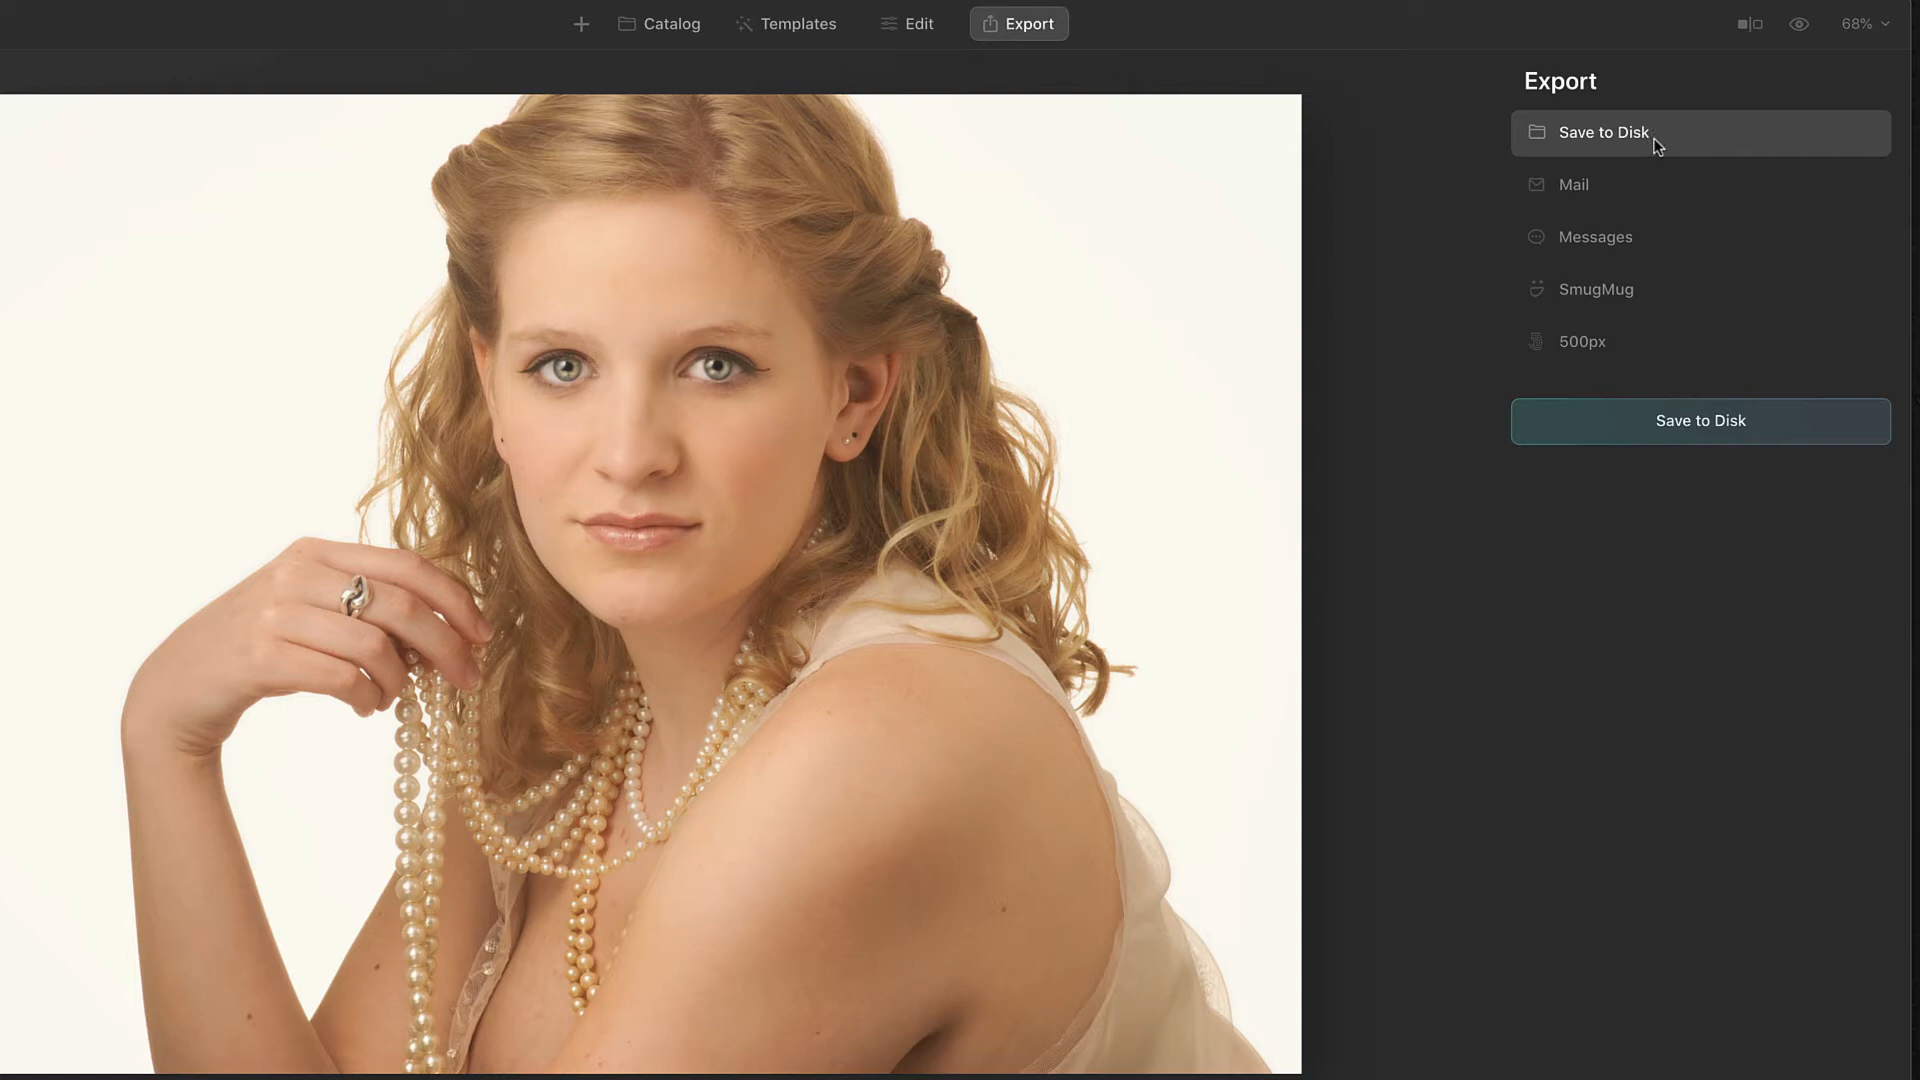 Catalog
Templates
Edit
Export
68%
Export
Save to Disk
Mail
Messages
SmugMug
500px
Save to Disk